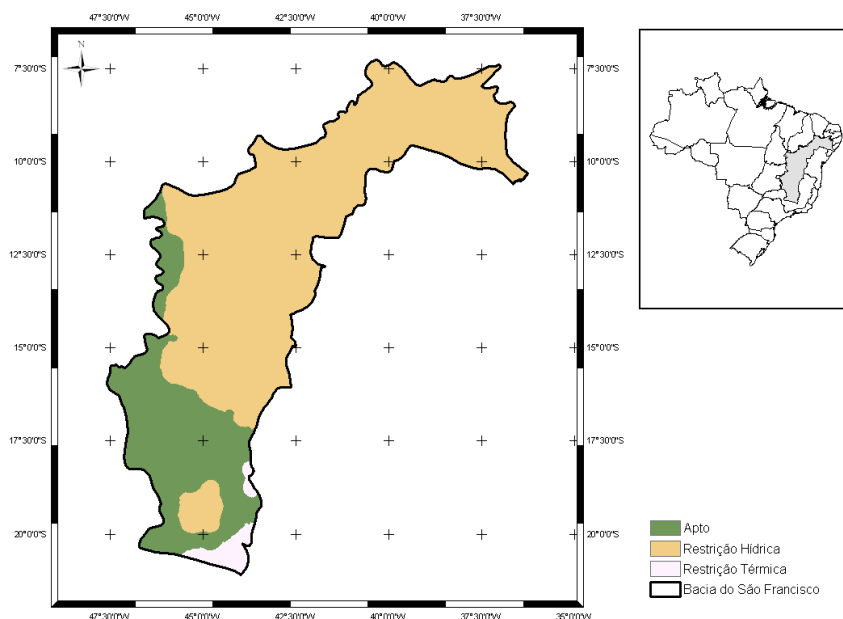 47°30'0"W 45°0'0"W 42°30'0"W 40°0'0"W 37°30'0"W
N
7°30'0"S 7°30'0"S
10°0'0"S 10°0'0"S
12°30'0"S 12°30'0"S
15°0'0"S 15°0'0"S
17°30'0"S 17°30'0"S
20°0'0"S 20°0'0"S
47°30'0"W 45°0'0"W 42°30'0"W 40°0'0"W 37°30'0"W 35°0'0"W
Apto
Restrição Hídrica
Restrição Térmica
Bacia do São Francisco